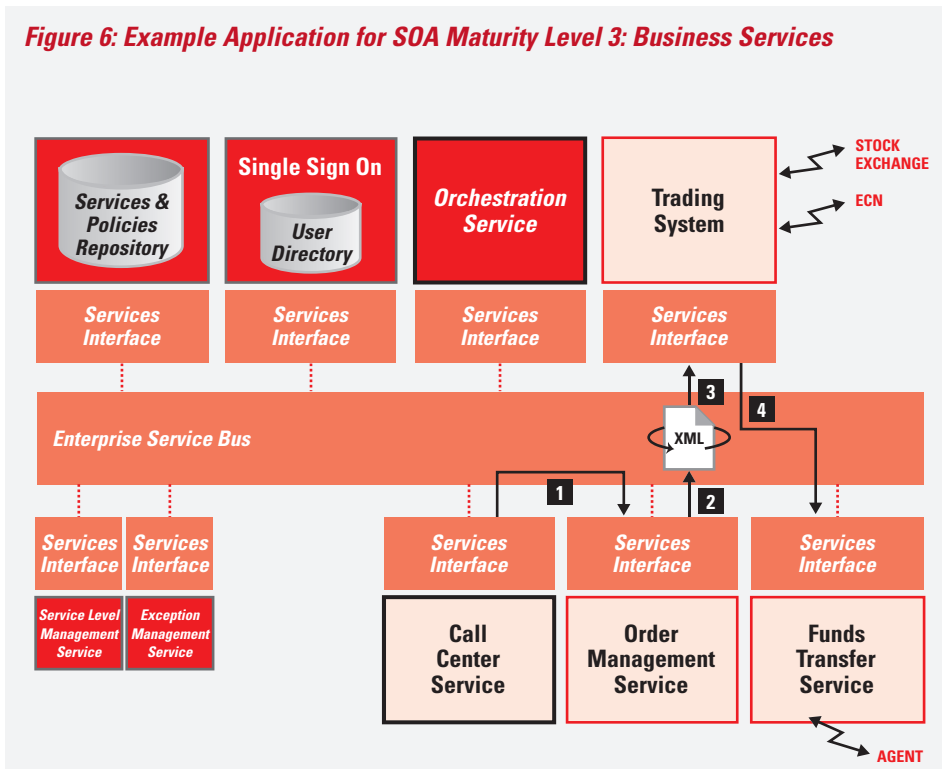 Figure 6: Example Application for SOA Maturity Level 3: Business Services
Services &
Policies
Repository
Single Sign On
User
Directory
Orchestration
Service
Trading
System
STOCK
EXCHANGE
ECN
Services
Interface
Services
Interface
Services
Interface
Services
Interface
3
4
Enterprise Service Bus
XML
1
2
Services
Interface
Services
Interface
Services
Interface
Services
Interface
Services
Interface
Service Level
Management
Service
Exception
Management
Service
Call
Center
Service
Order
Management
Service
Funds
Transfer
Service
AGENT